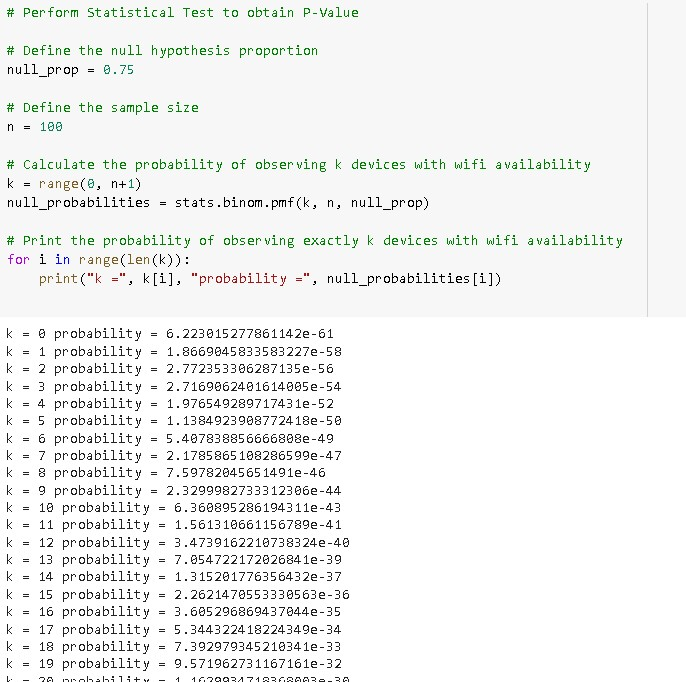 # Perform Statistical Test to obtain P-Value
# Define the null hypothesis proportion
null_prop = 0.75
# Define the sample size
n = 100
# Calculate the probability of observing k devices with wifi availability
k = range(0, n+1)
null_probabilities = stats.binom.pmf(k, n, null_prop)
# Print the probability of observing exactly k devices with wifi availability
for i in range(len(k)):
    print("k =", k[i], "probability =", null_probabilities[i])
k = 0 probability = 6.223015277861142e-61
k = 1 probability = 1.8669045833583227e-58
k = 2 probability = 2.772353306287135e-56
k = 3 probability = 2.7169062401614005e-54
k = 4 probability = 1.976549289717431e-52
k = 5 probability = 1.1384923908772418e-50
k = 6 probability = 5.407838856666808e-49
k = 7 probability = 2.1785865108286599e-47
k = 8 probability = 7.59782045651491e-46
k = 9 probability = 2.3299982733312306e-44
k = 10 probability = 6.360895286194311e-43
k = 11 probability = 1.561310661156789e-41
k = 12 probability = 3.4739162210738324e-40
k = 13 probability = 7.054722172026841e-39
k = 14 probability = 1.315201776356432e-37
k = 15 probability = 2.2621470553330563e-36
k = 16 probability = 3.605296869437044e-35
k = 17 probability = 5.344322418224349e-34
k = 18 probability = 7.392979345210341e-33
k = 19 probability = 9.571962731167161e-32
k = 20 probability =